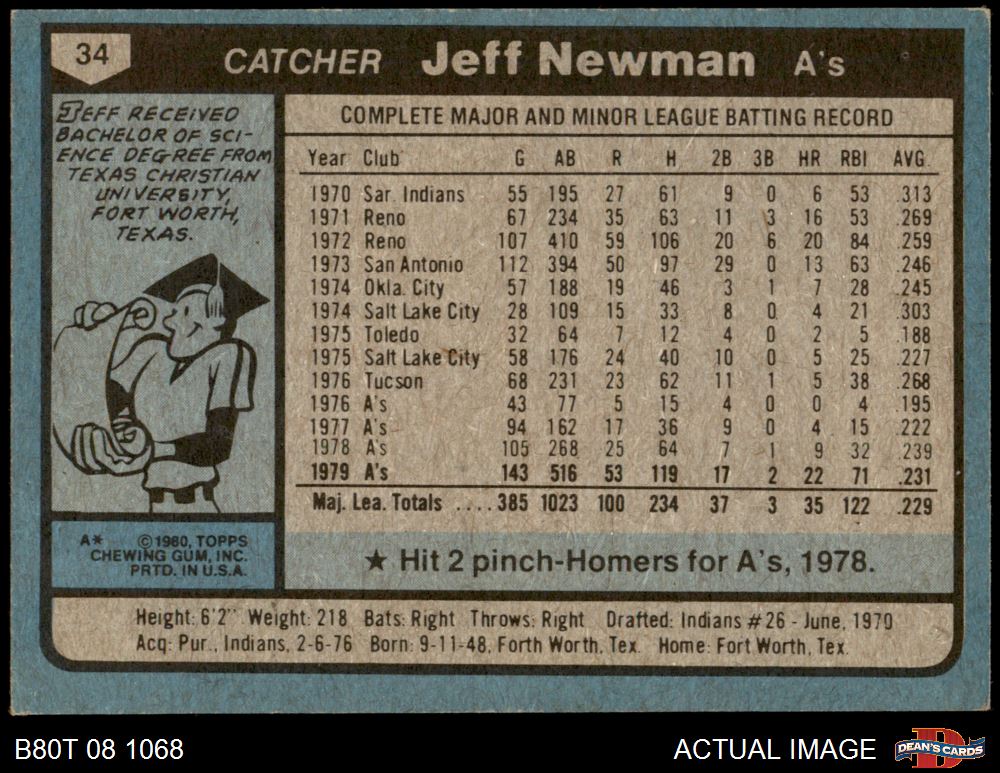 34 CATCHER Jeff Newman A's
JEFF RECEIVED
BACHELOR OF SCI-
ENCE DEGREE FROM
TEXAS CHRISTIAN
UNIVERSITY,
FORT WORTH,
TEXAS.
A* ©1980, TOPPS
CHEWING GUM, INC.
PRTD. IN U.S.A.
COMPLETE MAJOR AND MINOR LEAGUE BATTING RECORD
Year Club G AB R H 2B 3B HR RBI AVG.
1970 Sar. Indians 55 195 27 61 9 0 6 53 .313
1971 Reno 67 234 35 63 11 3 16 53 .269
1972 Reno 107 410 59 106 20 6 20 84 .259
1973 San Antonio 112 394 50 97 29 0 13 63 .246
1974 Okla. City 57 188 19 46 3 1 7 28 .245
1974 Salt Lake City 28 109 15 33 8 0 4 21 .303
1975 Toledo 32 64 7 12 4 0 2 5 .188
1975 Salt Lake City 58 176 24 40 10 0 5 25 .227
1976 Tucson 68 231 23 62 11 1 5 38 .268
1976 A's 43 77 5 15 4 0 0 4 .195
1977 A's 94 162 17 36 9 0 4 15 .222
1978 A's 105 268 25 64 7 1 9 32 .239
1979 A's 143 516 53 119 17 2 22 71 .231
Maj. Lea. Totals .... 385 1023 100 234 37 3 35 122 .229
★ Hit 2 pinch-Homers for A's, 1978.
Height: 6'2" Weight: 218 Bats: Right Throws: Right Drafted: Indians #26 - June, 1970
Acq: Pur., Indians, 2-6-76 Born: 9-11-48, Forth Worth, Tex. Home: Fort Worth, Tex.
B80T 08 1068 ACTUAL IMAGE D DEAN'S CARDS